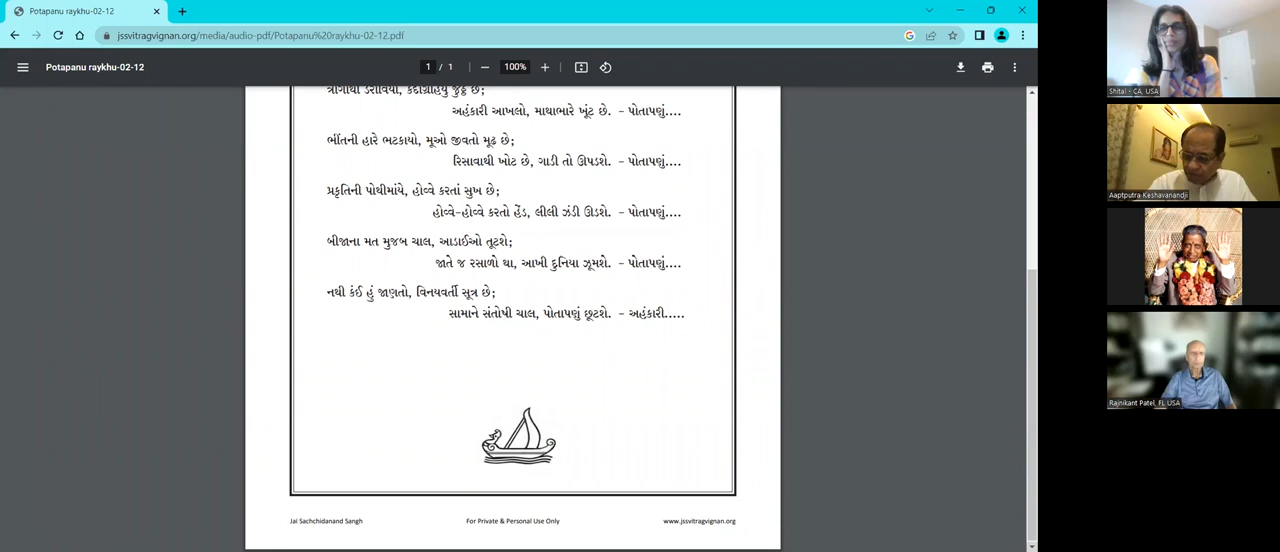 Potapanu raykhu-02-12
jssvitragvignan.org/media/audio-pdf/Potapanu%20raykhu-02-12.pdf
Potapanu raykhu-02-12
1 / 1
100%
ત્રાગાથી ડરાવિયા, કદાગ્રાહિયું જુઠ્ઠ છે;
અહંકારી આખલો, માથાભારે ખૂંટ છે. - પોતાપણું....
ભીંતની હારે ભટકાયો, મૂઓ જીવતો મૂઢ છે;
રિસાવાથી ખોટ છે, ગાડી તો ઊપડશે. - પોતાપણું....
પ્રકૃતિની પોથીમાંયે, હોવ્વે કરતાં સુખ છે;
હોવ્વે-હોવ્વે કરતો હેંડ, લીલી ઝંડી ઊડશે. - પોતાપણું....
બીજાના મત મુજબ ચાલ, આડાઈઓ તૂટશે;
જાતે જ રસાળો થા, આખી દુનિયા ઝૂમશે. - પોતાપણું....
નથી કંઈ હું જાણતો, વિનયવર્તી સૂત્ર છે;
સામાને સંતોષી ચાલ, પોતાપણું છૂટશે. - અહંકારી.....
Jai Sachchidanand Sangh
For Private & Personal Use Only
www.jssvitragvignan.org
Shital - CA, USA
Aaptputra Keshavanandji
Rajnikant Patel, FL USA